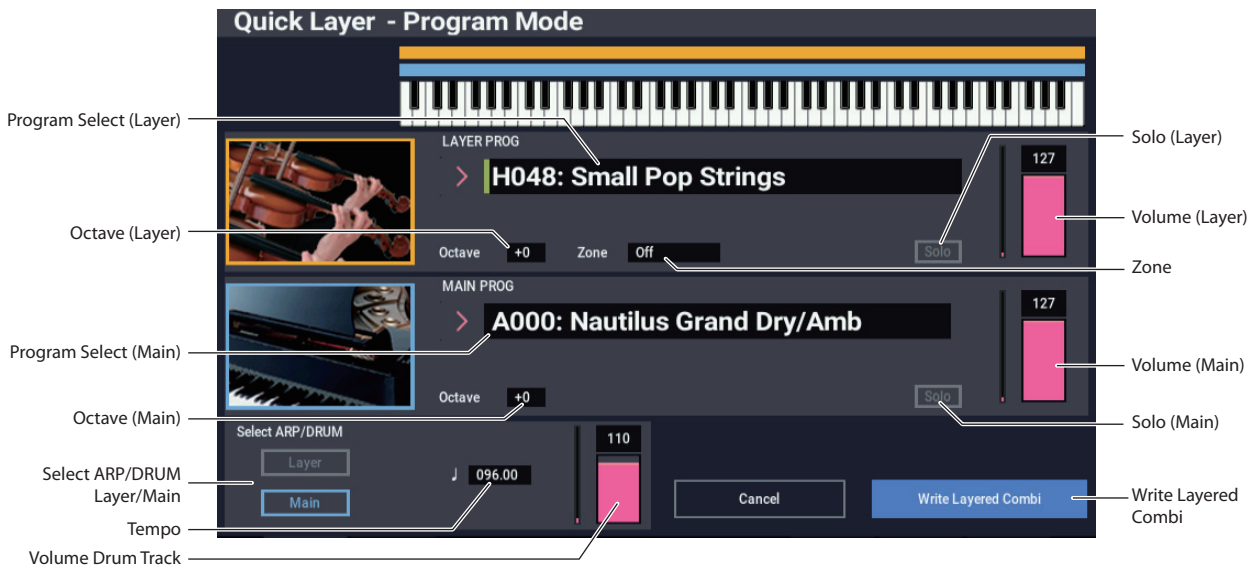 Quick Layer - Program Mode
Program Select (Layer)
LAYER PROG
H048: Small Pop Strings
127
Solo (Layer)
Volume (Layer)
Octave (Layer)
Octave +0 Zone Off Solo
Zone
MAIN PROG
127
A000: Nautilus Grand Dry/Amb
Program Select (Main)
Volume (Main)
Octave +0 Solo
Octave (Main)
Solo (Main)
Select ARP/DRUM
110
Layer
Select ARP/DRUM
Layer/Main
♩ 096.00
Main
Cancel
Write Layered Combi
Write Layered
Combi
Tempo
Volume Drum Track